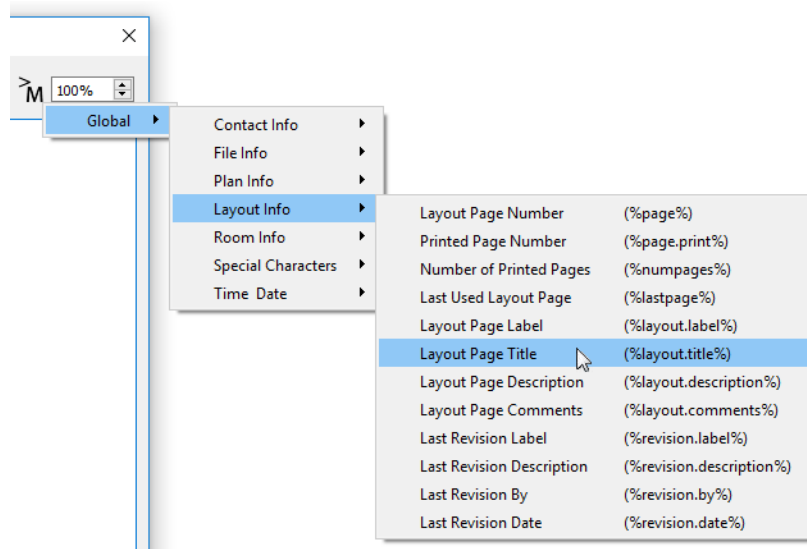 >M 100%
Global
Contact Info
File Info
Plan Info
Layout Info
Room Info
Special Characters
Time Date
Layout Page Number (%page%)
Printed Page Number (%page.print%)
Number of Printed Pages (%numpages%)
Last Used Layout Page (%lastpage%)
Layout Page Label (%layout.label%)
Layout Page Title (%layout.title%)
Layout Page Description (%layout.description%)
Layout Page Comments (%layout.comments%)
Last Revision Label (%revision.label%)
Last Revision Description (%revision.description%)
Last Revision By (%revision.by%)
Last Revision Date (%revision.date%)